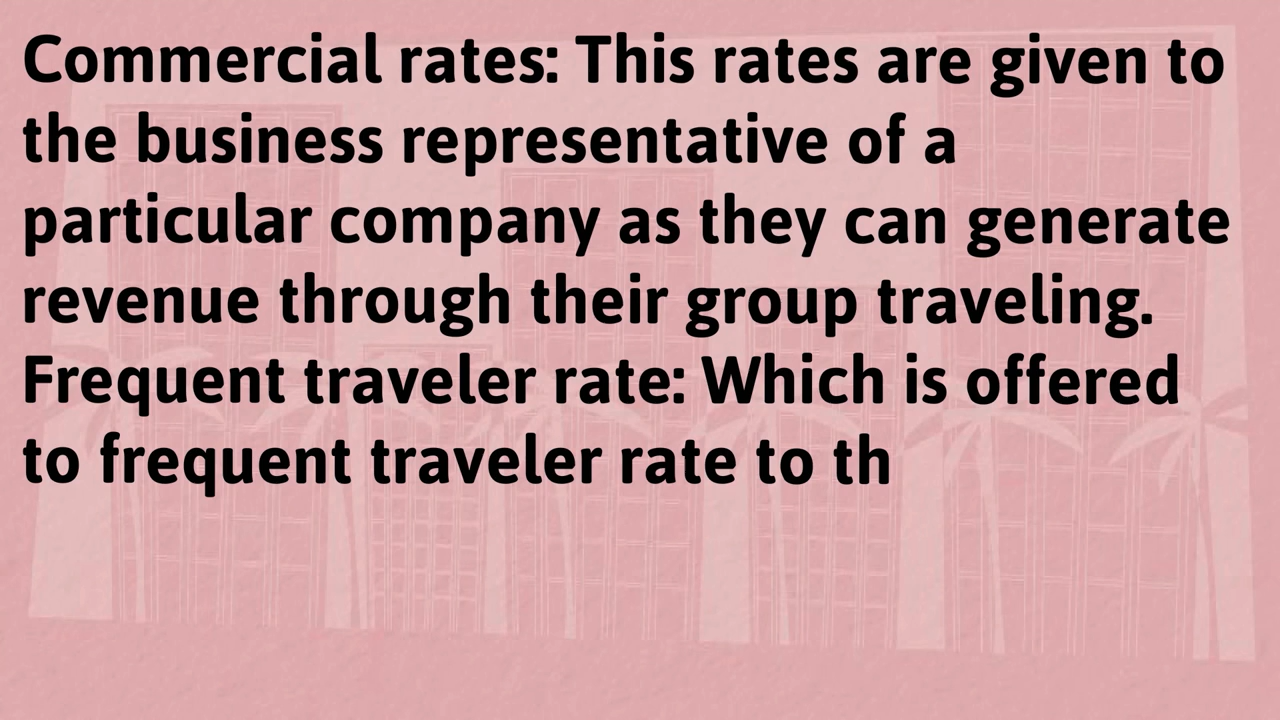 Commercial rates: This rates are given to
the business representative of a
particular company as they can generate
revenue through their group traveling.
Frequent traveler rate: Which is offered
to frequent traveler rate to th